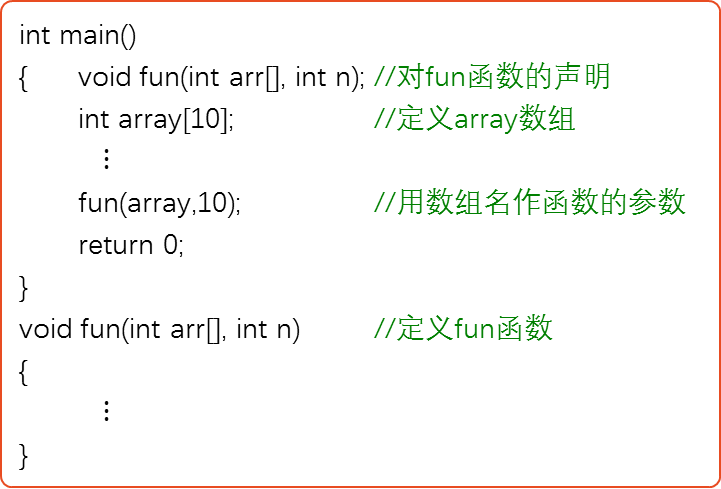 int main()
{ void fun(int arr[], int n); //对fun函数的声明
int array[10]; //定义array数组
⋮
fun(array,10); //用数组名作函数的参数
return 0;
}
void fun(int arr[], int n) //定义fun函数
{
⋮
}